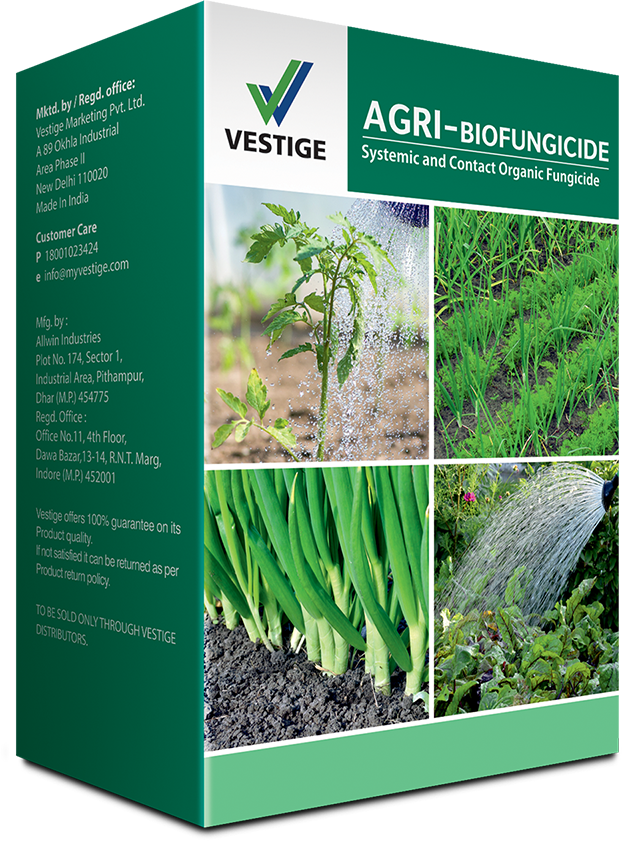 Mktd. by / Regd. office:
Vestige Marketing Pvt. Ltd.
A 89 Okhla Industrial
Area Phase II
New Delhi 110020
Made In India
Customer Care
P 18001023424
e info@myvestige.com
Mfg. by :
Allwin Industries
Plot No. 174, Sector 1,
Industrial Area, Pithampur,
Dhar (M.P.) 454775
Regd. Office :
Office No.11, 4th Floor,
Dawa Bazar,13-14, R.N.T. Marg,
Indore (M.P.) 452001
Vestige offers 100% guarantee on its
Product quality.
If not satisfied it can be returned as per
Product return policy.
TO BE SOLD ONLY THROUGH VESTIGE
DISTRIBUTORS.
VESTIGE
AGRI-BIOFUNGICIDE
Systemic and Contact Organic Fungicide